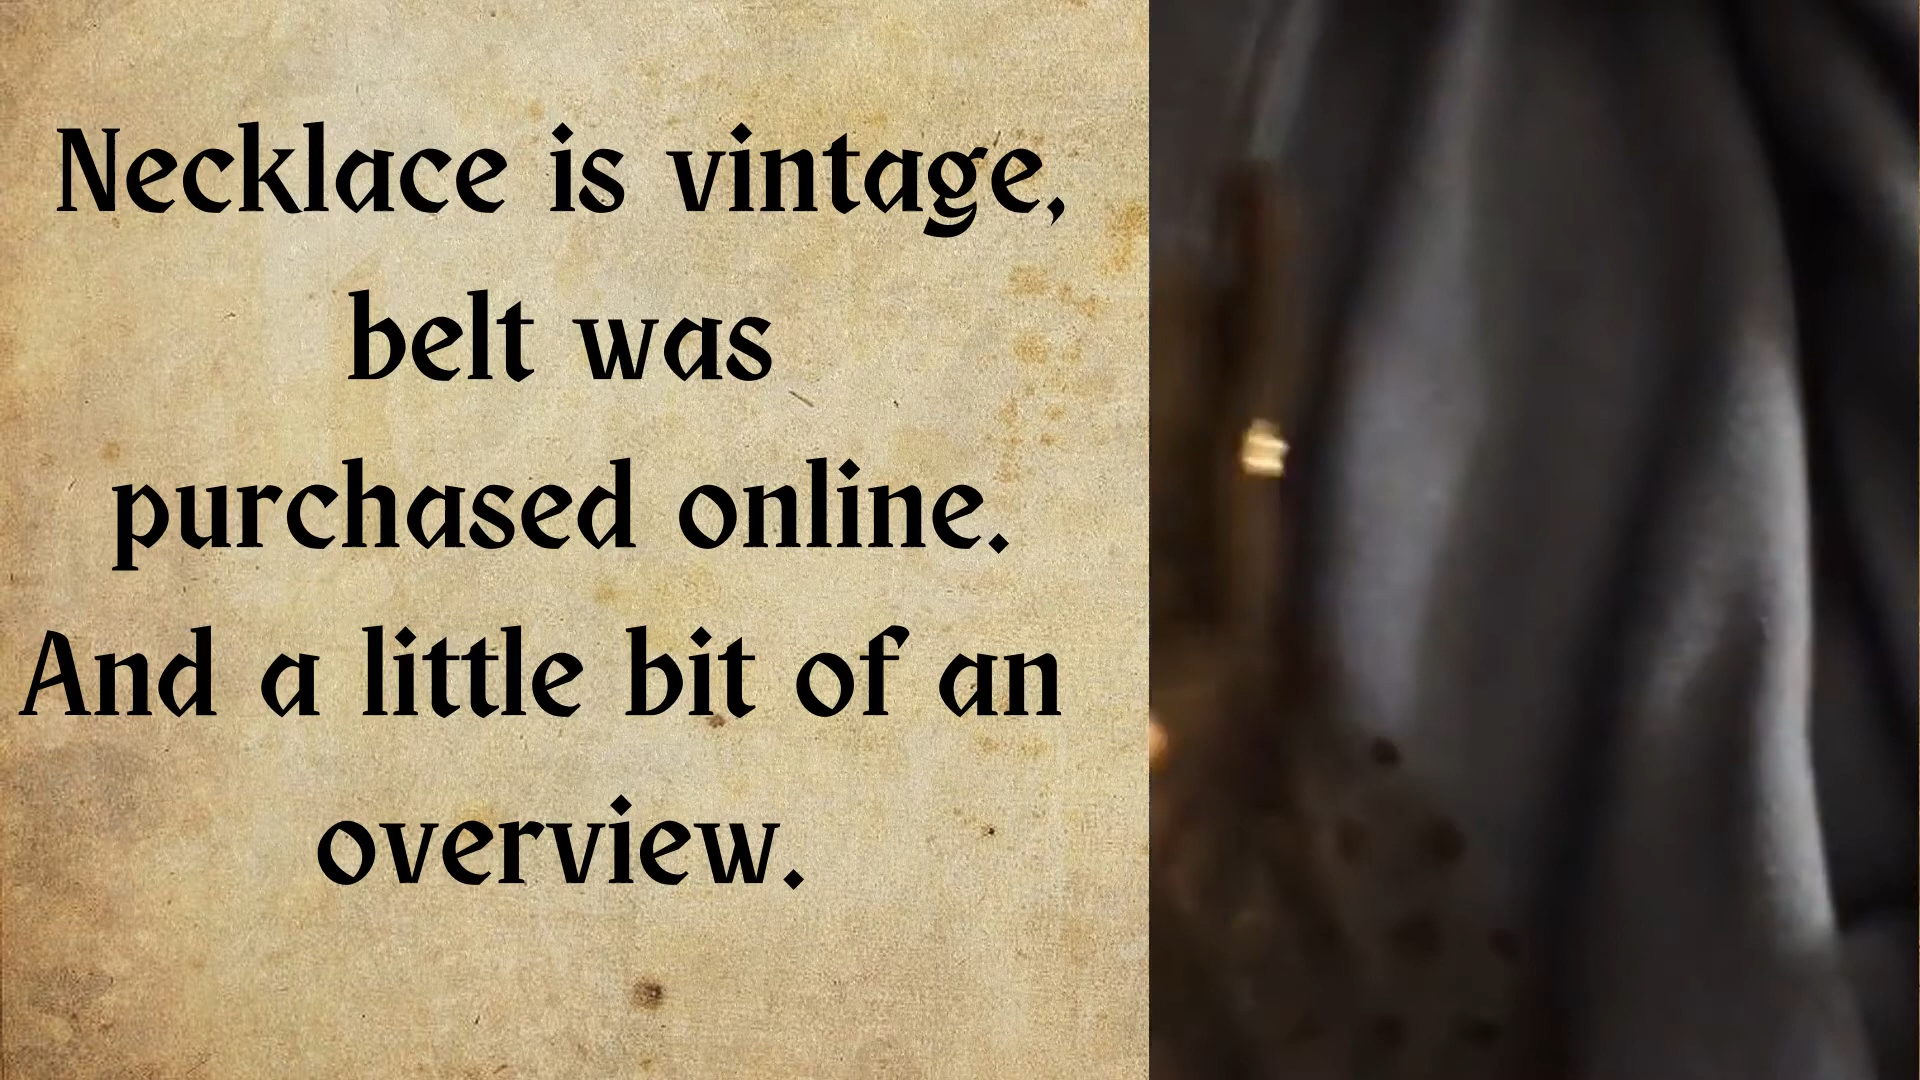 Necklace is vintage,
belt was
purchased online.
And a little bit of an
overview.